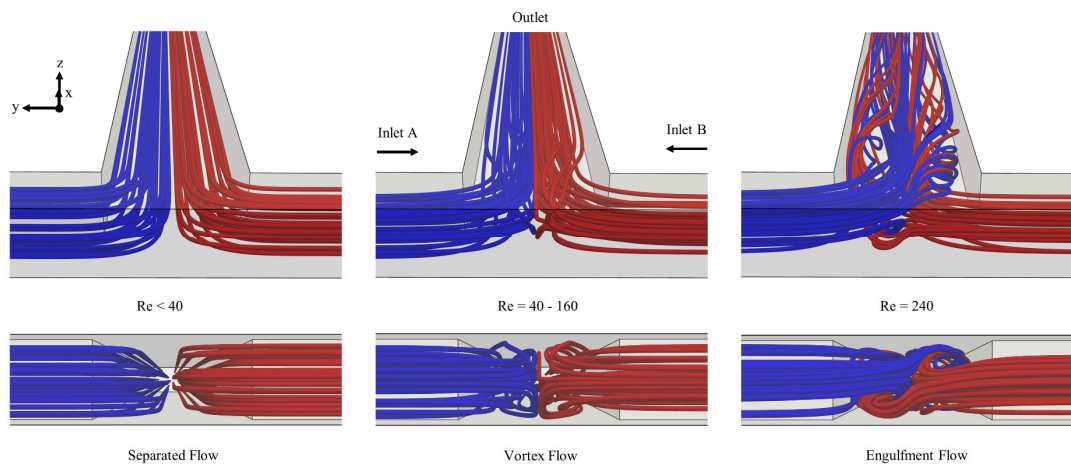 Outlet
z
x
y
Inlet A
Inlet B
Re < 40
Re = 40 - 160
Re = 240
Separated Flow
Vortex Flow
Engulfment Flow